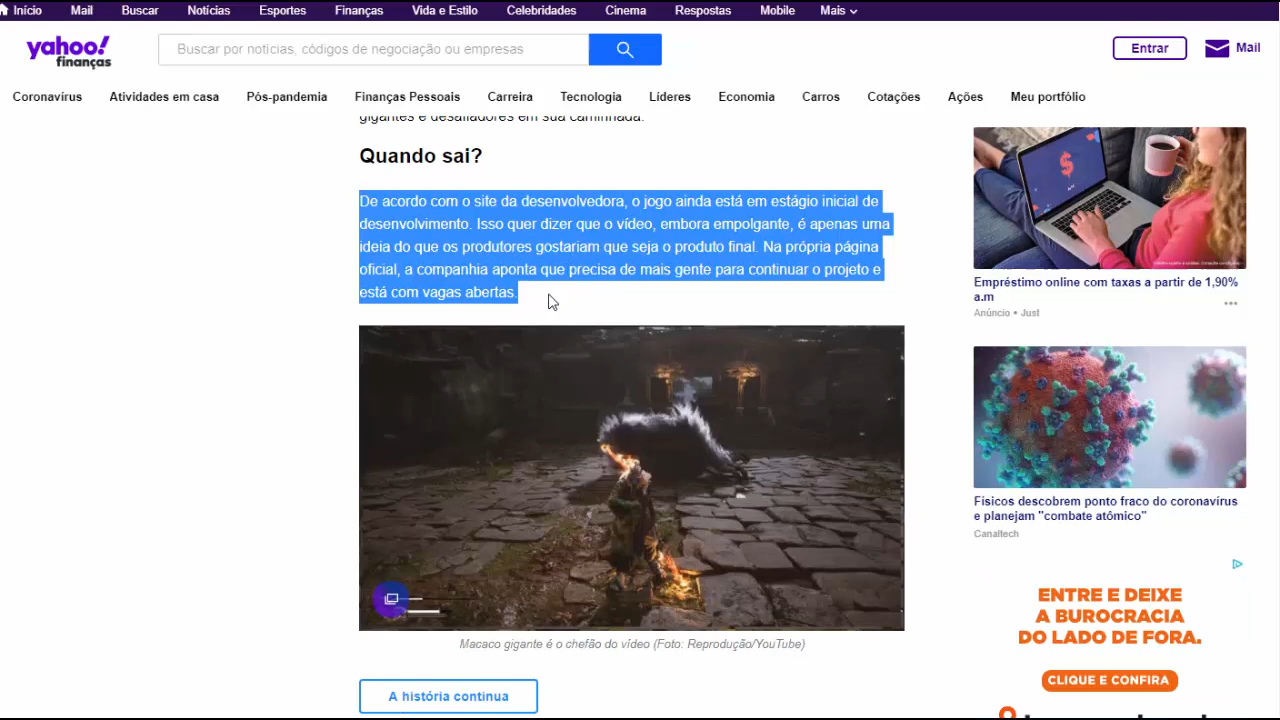 Início Mail Buscar Notícias Esportes Finanças Vida e Estilo Celebridades Cinema Respostas Mobile Mais
yahoo!
finanças
Buscar por notícias, códigos de negociação ou empresas
Entrar
Mail
Coronavírus Atividades em casa Pós-pandemia Finanças Pessoais Carreira Tecnologia Líderes Economia Carros Cotações Ações Meu portfólio
gigantes e desafiadores em sua caminhada.
Quando sai?
De acordo com o site da desenvolvedora, o jogo ainda está em estágio inicial de
desenvolvimento. Isso quer dizer que o vídeo, embora empolgante, é apenas uma
ideia do que os produtores gostariam que seja o produto final. Na própria página
oficial, a companhia aponta que precisa de mais gente para continuar o projeto e
está com vagas abertas.
Macaco gigante é o chefão do vídeo (Foto: Reprodução/YouTube)
A história continua
Empréstimo online com taxas a partir de 1,90%
a.m
Anúncio • Just
Físicos descobrem ponto fraco do coronavírus
e planejam "combate atômico"
Canaltech
ENTRE E DEIXE
A BUROCRACIA
DO LADO DE FORA.
CLIQUE E CONFIRA